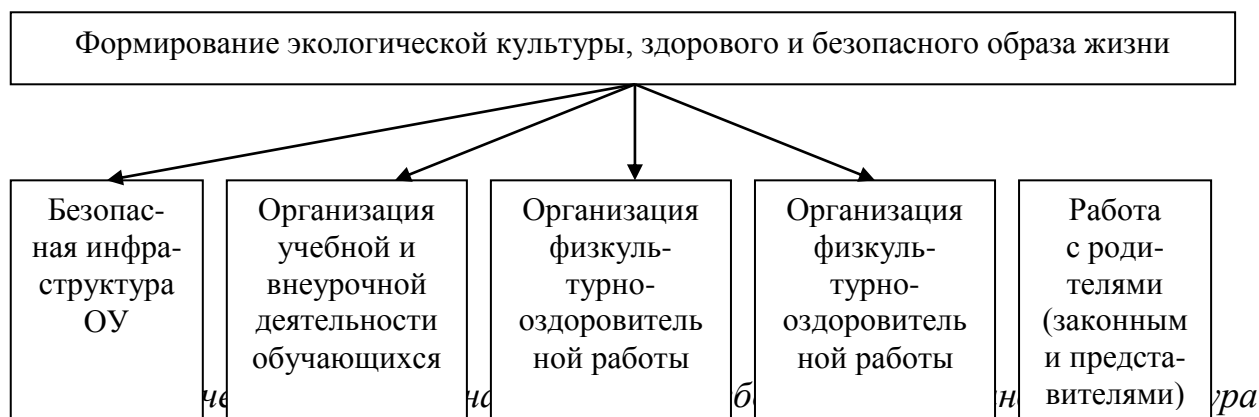 Формирование экологической культуры, здорового и безопасного образа жизни
Безопас-
ная инфра-
структура
ОУ
Организация
учебной и
внеурочной
деятельности
обучающихся
Организация
физкуль-
турно-
оздоровитель
ной работы
Организация
физкуль-
турно-
оздоровитель
ной работы
Работа
с роди-
телями
(законным
и предста-
вителями)